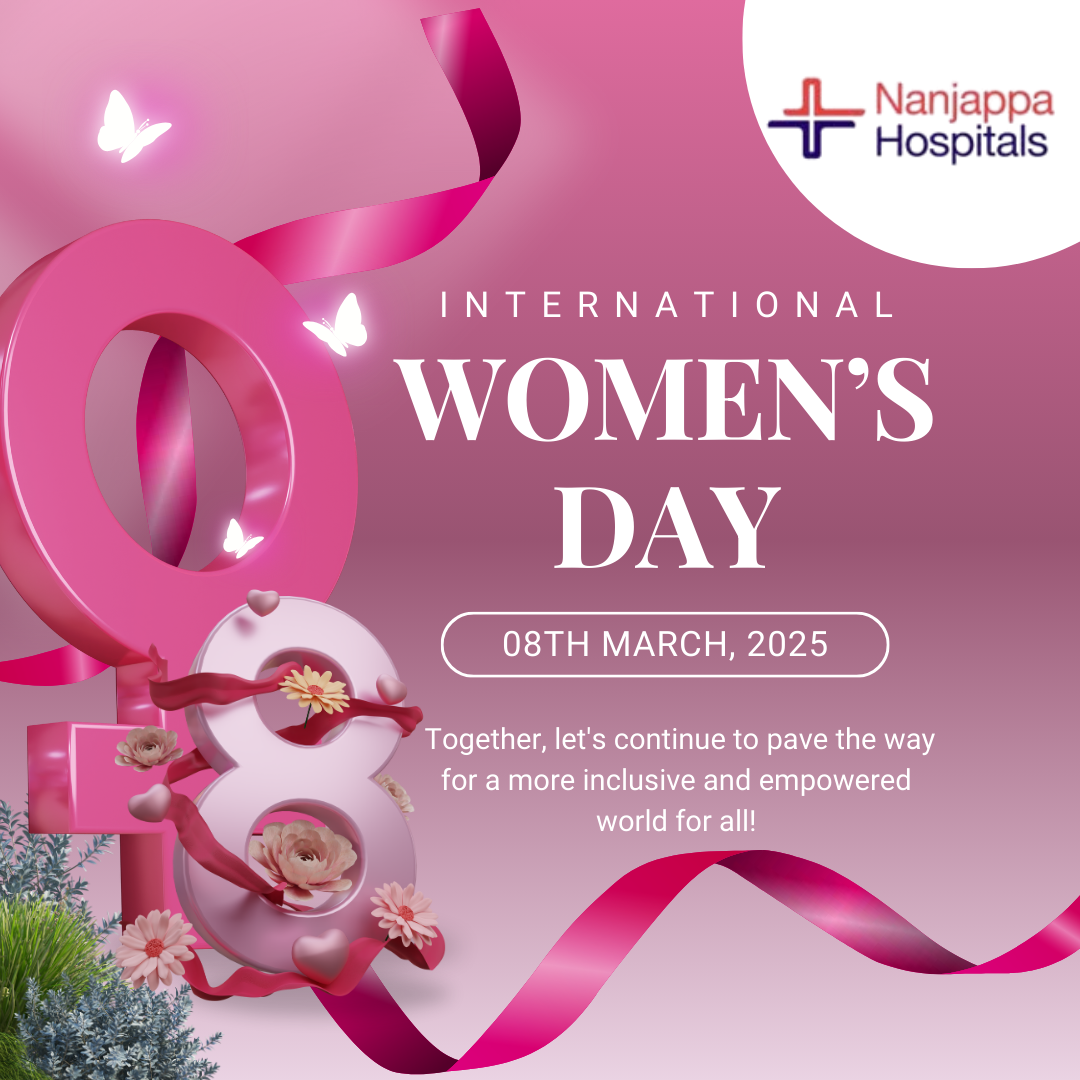 Nanjappa
Hospitals
INTERNATIONAL
WOMEN’S
DAY
08TH MARCH, 2025
Together, let's continue to pave the way
for a more inclusive and empowered
world for all!
8